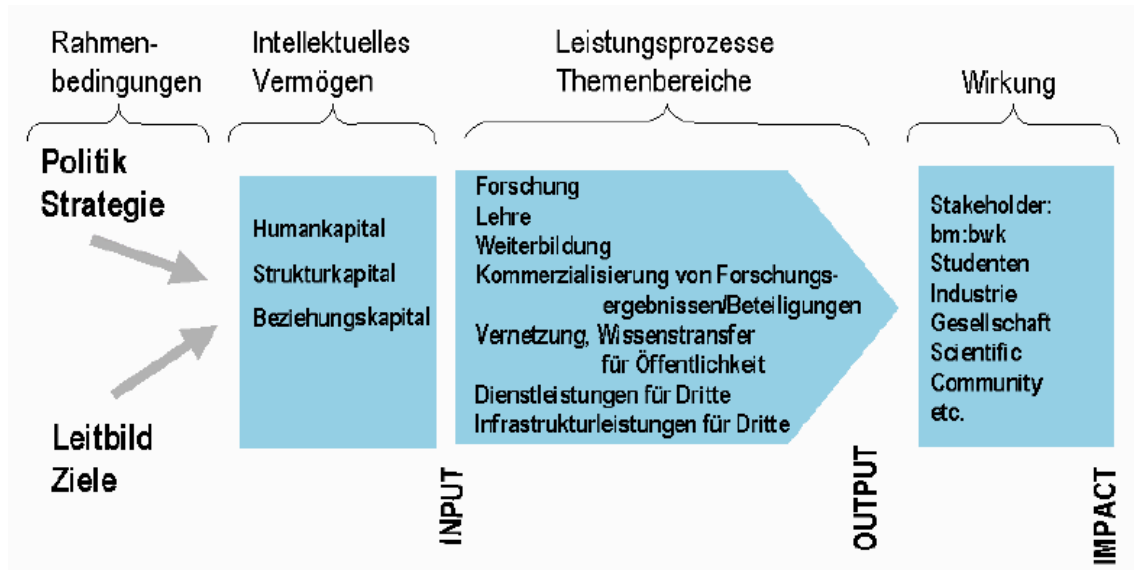 Rahmen-
bedingungen
Intellektuelles
Vermögen
Leistungsprozesse
Themenbereiche
Wirkung
Politik
Strategie
Leitbild
Ziele
Humankapital
Strukturkapital
Beziehungskapital
INPUT
Forschung
Lehre
Weiterbildung
Kommerzialisierung von Forschungs-
ergebnissen/Beteiligungen
Vernetzung, Wissenstransfer
für Öffentlichkeit
Dienstleistungen für Dritte
Infrastrukturleistungen für Dritte
OUTPUT
Stakeholder:
bm:bwk
Studenten
Industrie
Gesellschaft
Scientific
Community
etc.
IMPACT